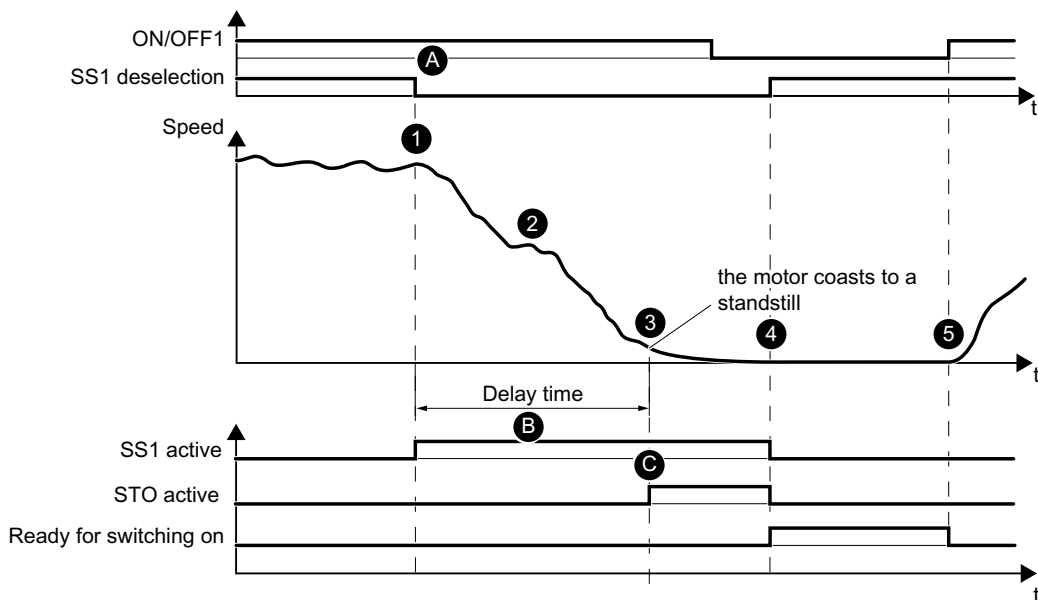 ON/OFF1
A
SS1 deselection
t
Speed
1
2
the motor coasts to a
standstill
3
4
5
t
Delay time
B
SS1 active
C
STO active
Ready for switching on
t